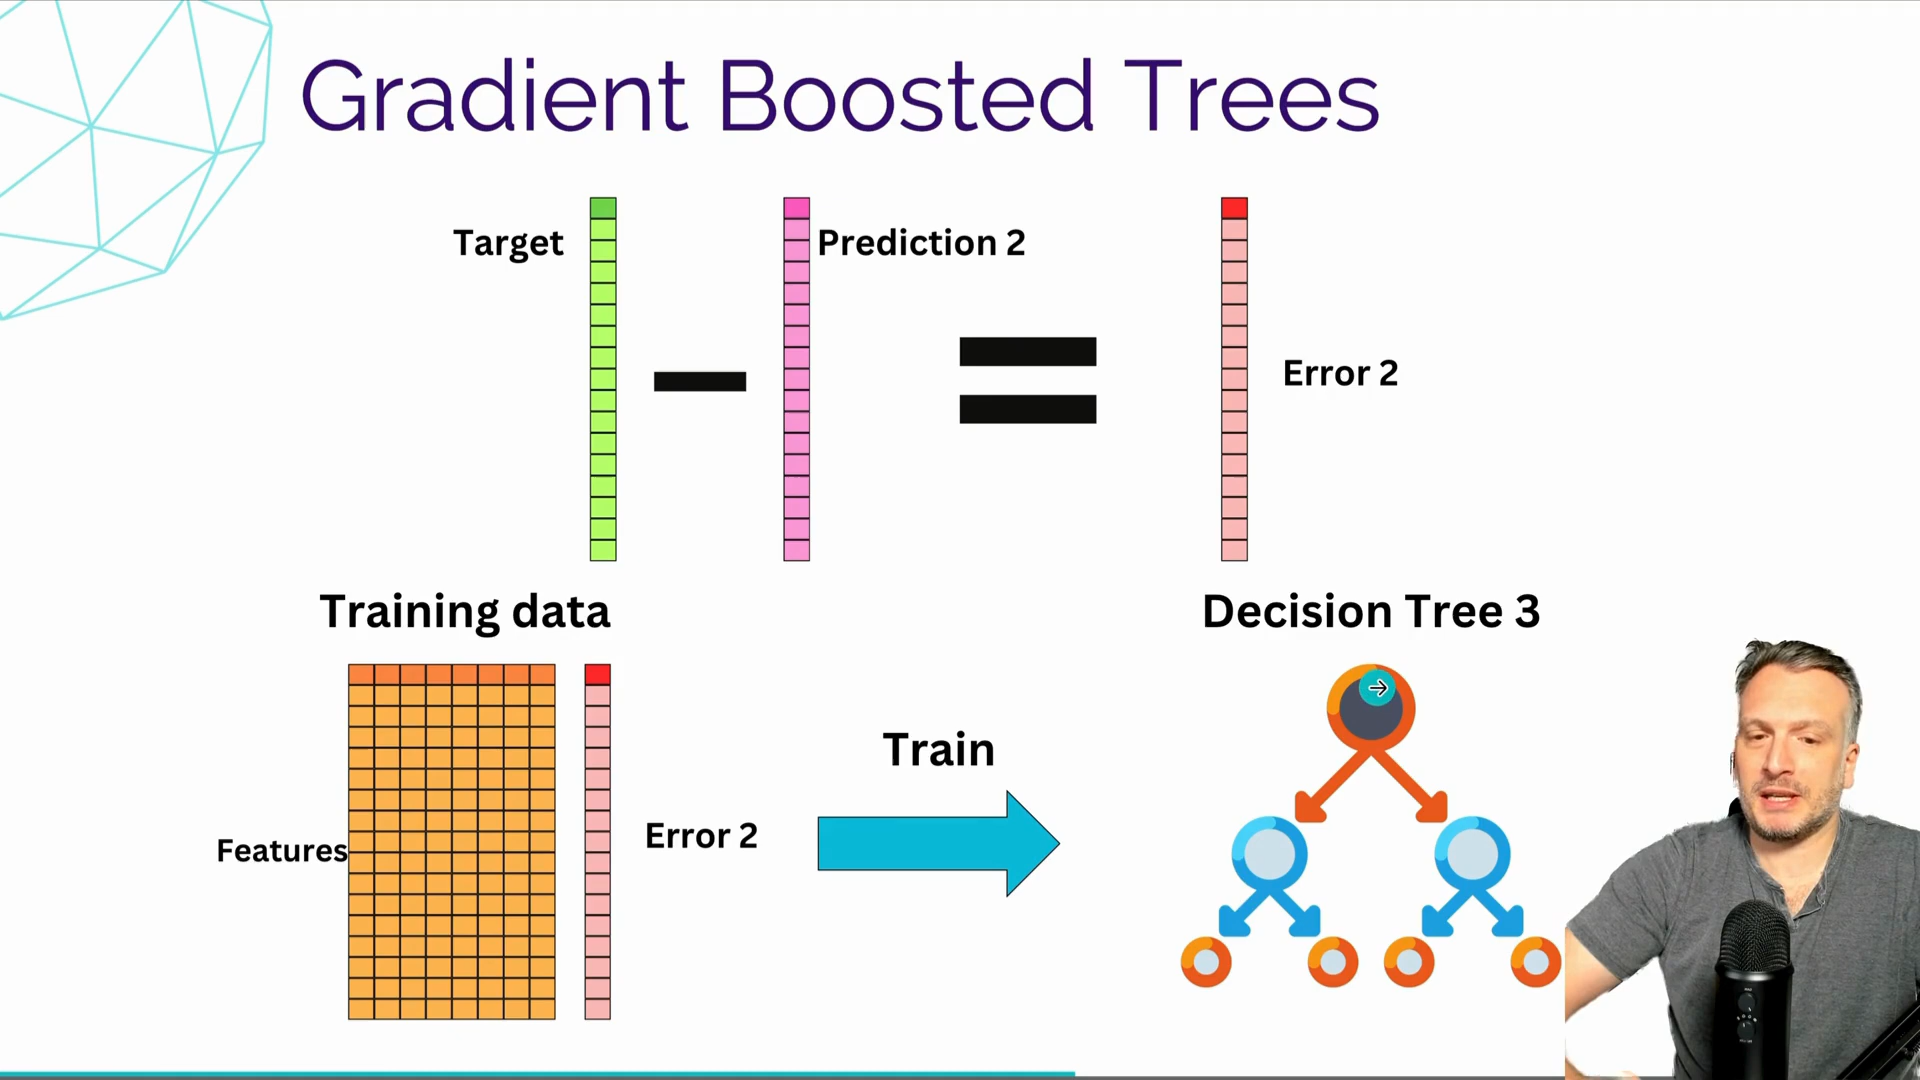 Gradient Boosted Trees
Target
Prediction 2
Error 2
Training data
Decision Tree 3
Train
Features
Error 2